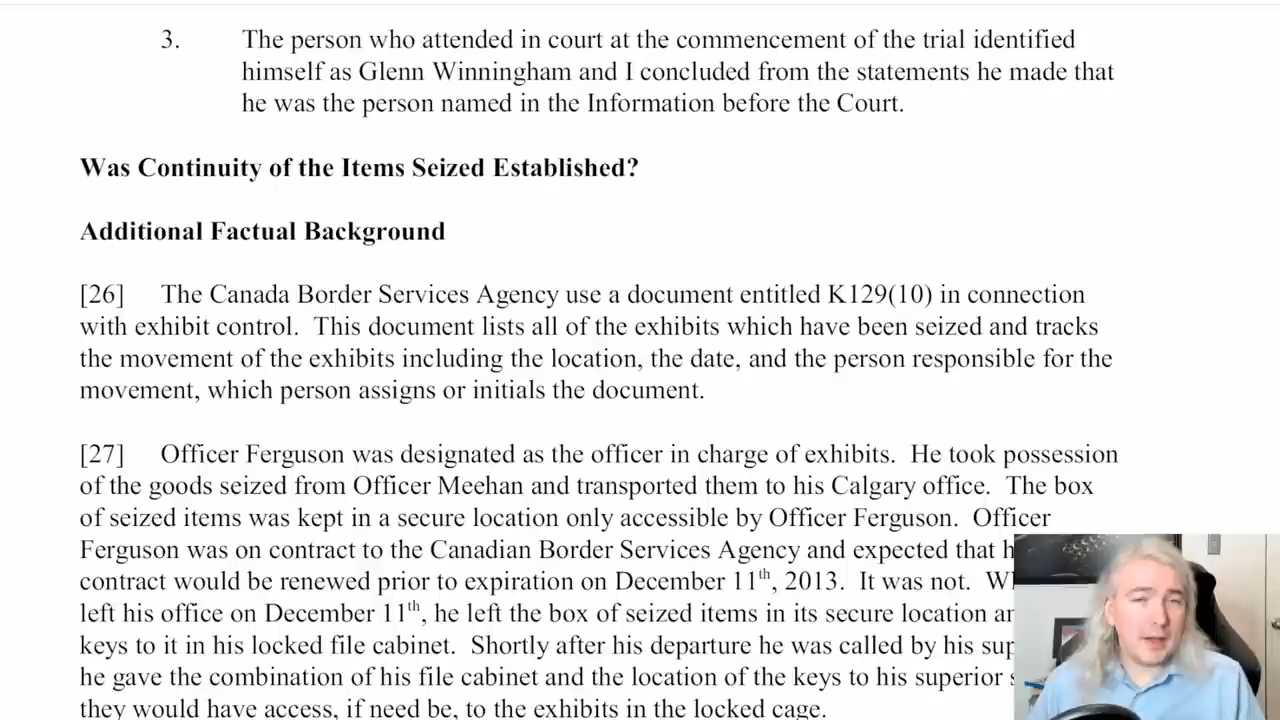 3. The person who attended in court at the commencement of the trial identified
himself as Glenn Winningham and I concluded from the statements he made that
he was the person named in the Information before the Court.
Was Continuity of the Items Seized Established?
Additional Factual Background
[26] The Canada Border Services Agency use a document entitled K129(10) in connection
with exhibit control. This document lists all of the exhibits which have been seized and tracks
the movement of the exhibits including the location, the date, and the person responsible for the
movement, which person assigns or initials the document.
[27] Officer Ferguson was designated as the officer in charge of exhibits. He took possession
of the goods seized from Officer Meehan and transported them to his Calgary office. The box
of seized items was kept in a secure location only accessible by Officer Ferguson. Officer
Ferguson was on contract to the Canadian Border Services Agency and expected that
contract would be renewed prior to expiration on December 11th, 2013. It was not.
left his office on December 11th, he left the box of seized items in its secure location
keys to it in his locked file cabinet. Shortly after his departure he was called by his
he gave the combination of his file cabinet and the location of the keys to his superior
they would have access, if need be, to the exhibits in the locked cage.